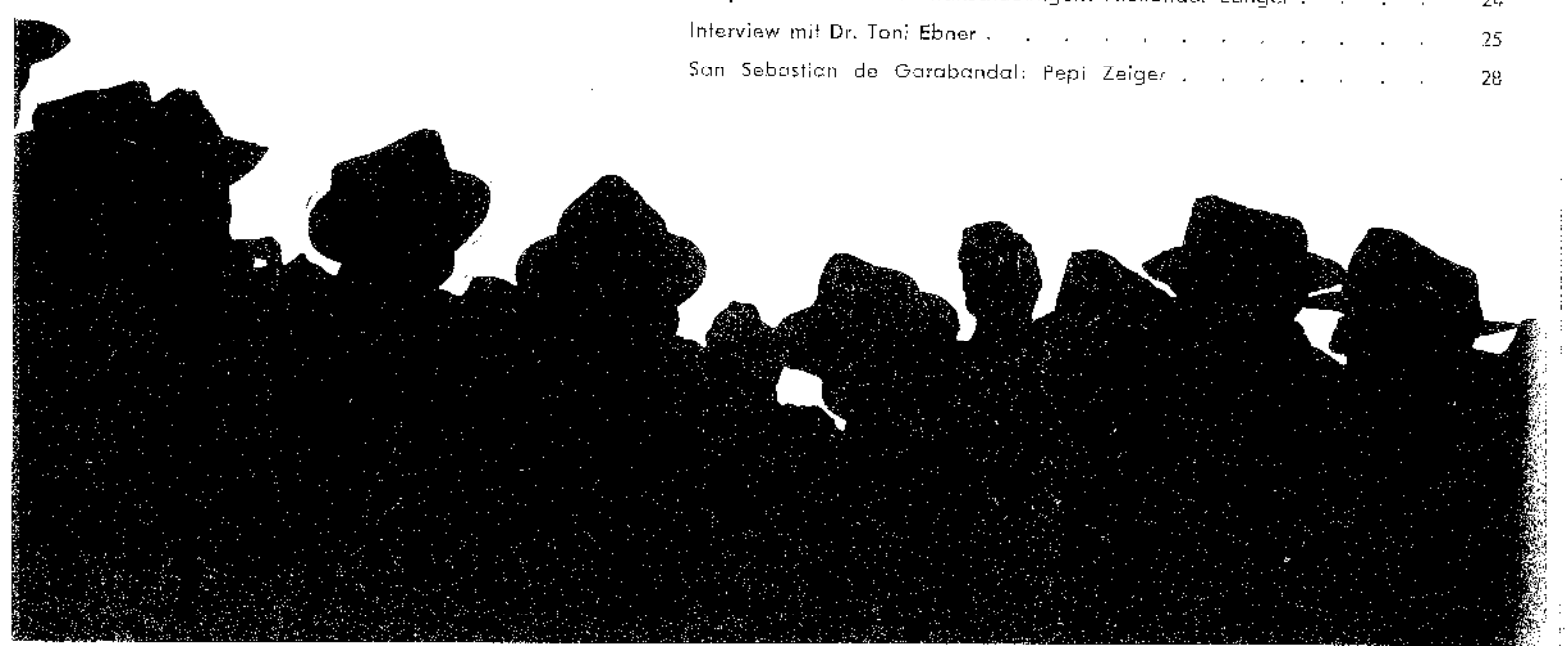 Interview mit Dr. Toni Ebner . . . . . . . . . . . . 25
San Sebastian de Garabandal: Pepi Zeiger . . . . . . . 28